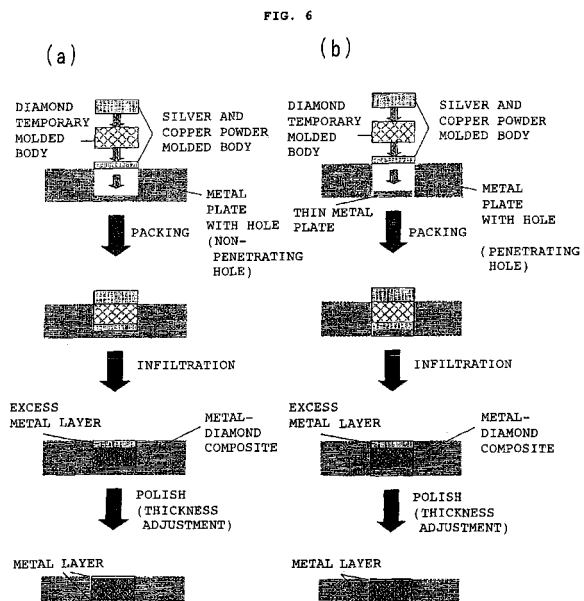 FIG. 6
(a)
DIAMOND
TEMPORARY
MOLDED
BODY
SILVER AND
COPPER POWDER
MOLDED BODY
METAL
PLATE
WITH HOLE
(NON-
PENETRATING
HOLE)
PACKING
INFILTRATION
EXCESS
METAL LAYER
METAL-
DIAMOND
COMPOSITE
POLISH
(THICKNESS
ADJUSTMENT)
METAL LAYER
(b)
DIAMOND
TEMPORARY
MOLDED
BODY
SILVER AND
COPPER POWDER
MOLDED BODY
THIN METAL
PLATE
METAL
PLATE
WITH HOLE
(PENETRATING
HOLE)
PACKING
INFILTRATION
EXCESS
METAL LAYER
METAL-
DIAMOND
COMPOSITE
POLISH
(THICKNESS
ADJUSTMENT)
METAL LAYER